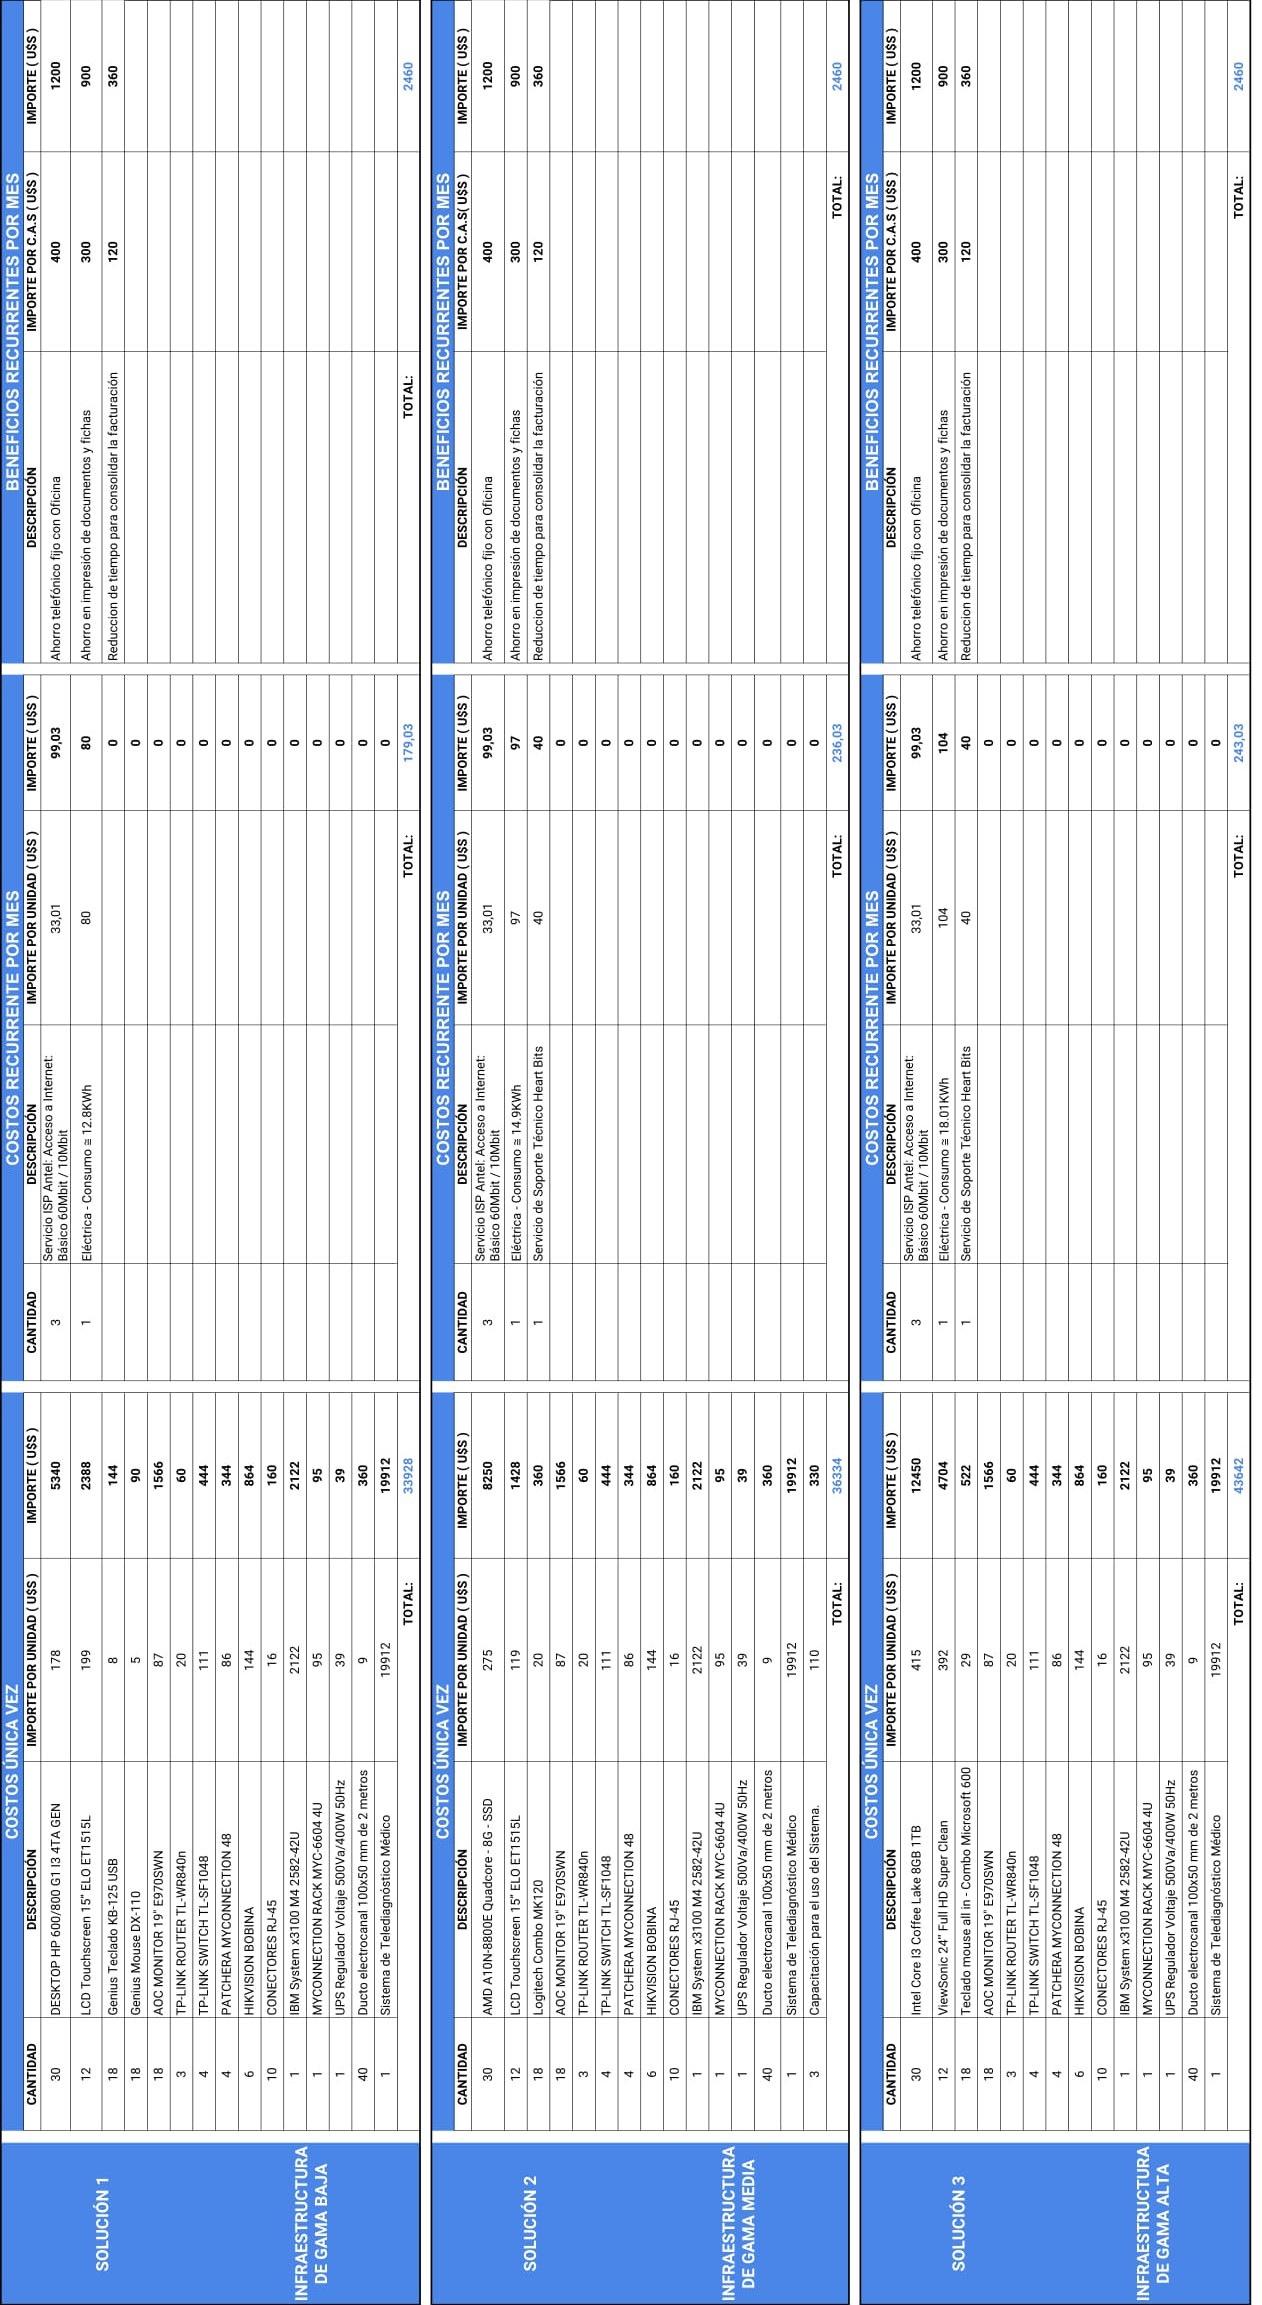 SOLUCIÓN 1
INFRAESTRUCTURA
DE GAMA BAJA
COSTOS ÚNICA VEZ
CANTIDAD DESCRIPCIÓN IMPORTE POR UNIDAD ( U$S ) IMPORTE ( U$S )
30 DESKTOP HP 600/800 G1 I3 4TA GEN 178 5340
12 LCD Touchscreen 15" ELO ET1515L 199 2388
18 Genius Teclado KB-125 USB 8 144
18 Genius Mouse DX-110 5 90
18 AOC MONITOR 19" E970SWN 87 1566
3 TP-LINK ROUTER TL-WR840n 20 60
4 TP-LINK SWITCH TL-SF1048 111 444
4 PATCHERA MYCONNECTION 48 86 344
6 HIKVISION BOBINA 144 864
10 CONECTORES RJ-45 16 160
1 IBM System x3100 M4 2582-42U 2122 2122
1 MYCONNECTION RACK MYC-6604 4U 95 95
1 UPS Regulador Voltaje 500Va/400W 50Hz 39 39
40 Ducto electrocanal 100x50 mm de 2 metros 9 360
1 Sistema de Telediagnóstico Médico 19912 19912
TOTAL: 33928
COSTOS RECURRENTE POR MES
CANTIDAD DESCRIPCIÓN IMPORTE POR UNIDAD ( U$S ) IMPORTE ( U$S )
3 Servicio ISP Antel: Acceso a Internet:
Básico 60Mbit / 10Mbit 33,01 99,03
1 Eléctrica - Consumo ≅ 12.8KWh 80 80
0
0
0
0
0
0
0
0
0
0
0
0
0
TOTAL: 179,03
BENEFICIOS RECURRENTES POR MES
DESCRIPCIÓN IMPORTE POR C.A.S ( U$S ) IMPORTE ( U$S )
Ahorro telefónico fijo con Oficina 400 1200
Ahorro en impresión de documentos y fichas 300 900
Reduccion de tiempo para consolidar la facturación 120 360
TOTAL: 2460
SOLUCIÓN 2
INFRAESTRUCTURA
DE GAMA MEDIA
COSTOS ÚNICA VEZ
CANTIDAD DESCRIPCIÓN IMPORTE POR UNIDAD ( U$S ) IMPORTE ( U$S )
30 AMD A10N-8800E Quadcore - 8G - SSD 275 8250
12 LCD Touchscreen 15" ELO ET1515L 119 1428
18 Logitech Combo MK120 20 360
18 AOC MONITOR 19" E970SWN 87 1566
3 TP-LINK ROUTER TL-WR840n 20 60
4 TP-LINK SWITCH TL-SF1048 111 444
4 PATCHERA MYCONNECTION 48 86 344
6 HIKVISION BOBINA 144 864
10 CONECTORES RJ-45 16 160
1 IBM System x3100 M4 2582-42U 2122 2122
1 MYCONNECTION RACK MYC-6604 4U 95 95
1 UPS Regulador Voltaje 500Va/400W 50Hz 39 39
40 Ducto electrocanal 100x50 mm de 2 metros 9 360
1 Sistema de Telediagnóstico Médico 19912 19912
3 Capacitación para el uso del Sistema. 110 330
TOTAL: 36334
COSTOS RECURRENTE POR MES
CANTIDAD DESCRIPCIÓN IMPORTE POR UNIDAD ( U$S ) IMPORTE ( U$S )
3 Servicio ISP Antel: Acceso a Internet:
Básico 60Mbit / 10Mbit 33,01 99,03
1 Eléctrica - Consumo ≅ 14.9KWh 97 97
1 Servicio de Soporte Técnico Heart Bits 40 40
0
0
0
0
0
0
0
0
0
0
0
0
TOTAL: 236,03
BENEFICIOS RECURRENTES POR MES
DESCRIPCIÓN IMPORTE POR C.A.S( U$S ) IMPORTE ( U$S )
Ahorro telefónico fijo con Oficina 400 1200
Ahorro en impresión de documentos y fichas 300 900
Reduccion de tiempo para consolidar la facturación 120 360
TOTAL: 2460
SOLUCIÓN 3
INFRAESTRUCTURA
DE GAMA ALTA
COSTOS ÚNICA VEZ
CANTIDAD DESCRIPCIÓN IMPORTE POR UNIDAD ( U$S ) IMPORTE ( U$S )
30 Intel Core I3 Coffee Lake 8GB 1TB 415 12450
12 ViewSonic 24" Full HD Super Clean 392 4704
18 Teclado mouse all in - Combo Microsoft 600 29 522
18 AOC MONITOR 19" E970SWN 87 1566
3 TP-LINK ROUTER TL-WR840n 20 60
4 TP-LINK SWITCH TL-SF1048 111 444
4 PATCHERA MYCONNECTION 48 86 344
6 HIKVISION BOBINA 144 864
10 CONECTORES RJ-45 16 160
1 IBM System x3100 M4 2582-42U 2122 2122
1 MYCONNECTION RACK MYC-6604 4U 95 95
1 UPS Regulador Voltaje 500Va/400W 50Hz 39 39
40 Ducto electrocanal 100x50 mm de 2 metros 9 360
1 Sistema de Telediagnóstico Médico 19912 19912
TOTAL: 43642
COSTOS RECURRENTE POR MES
CANTIDAD DESCRIPCIÓN IMPORTE POR UNIDAD ( U$S ) IMPORTE ( U$S )
3 Servicio ISP Antel: Acceso a Internet:
Básico 60Mbit / 10Mbit 33,01 99,03
1 Eléctrica - Consumo ≅ 18.01KWh 104 104
1 Servicio de Soporte Técnico Heart Bits 40 40
0
0
0
0
0
0
0
0
0
0
0
TOTAL: 243,03
BENEFICIOS RECURRENTES POR MES
DESCRIPCIÓN IMPORTE POR C.A.S ( U$S ) IMPORTE ( U$S )
Ahorro telefónico fijo con Oficina 400 1200
Ahorro en impresión de documentos y fichas 300 900
Reduccion de tiempo para consolidar la facturación 120 360
TOTAL: 2460